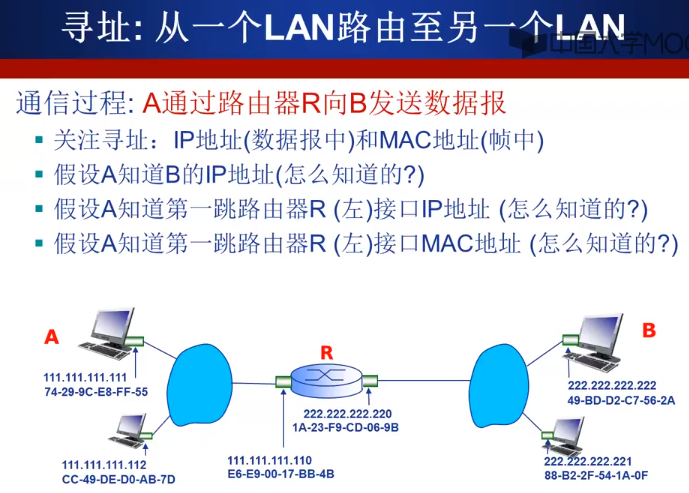 寻址: 从一个LAN路由至另一个LAN
中国大学MOO
通信过程: A通过路由器R向B发送数据报
关注寻址：IP地址(数据报中)和MAC地址(帧中)
假设A知道B的IP地址(怎么知道的?)
假设A知道第一跳路由器R (左)接口IP地址 (怎么知道的?)
假设A知道第一跳路由器R (左)接口MAC地址 (怎么知道的?)
A
R
B
111.111.111.111
74-29-9C-E8-FF-55
222.222.222.222
49-BD-D2-C7-56-2A
222.222.222.220
1A-23-F9-CD-06-9B
111.111.111.112
CC-49-DE-D0-AB-7D
111.111.111.110
E6-E9-00-17-BB-4B
222.222.222.221
88-B2-2F-54-1A-0F